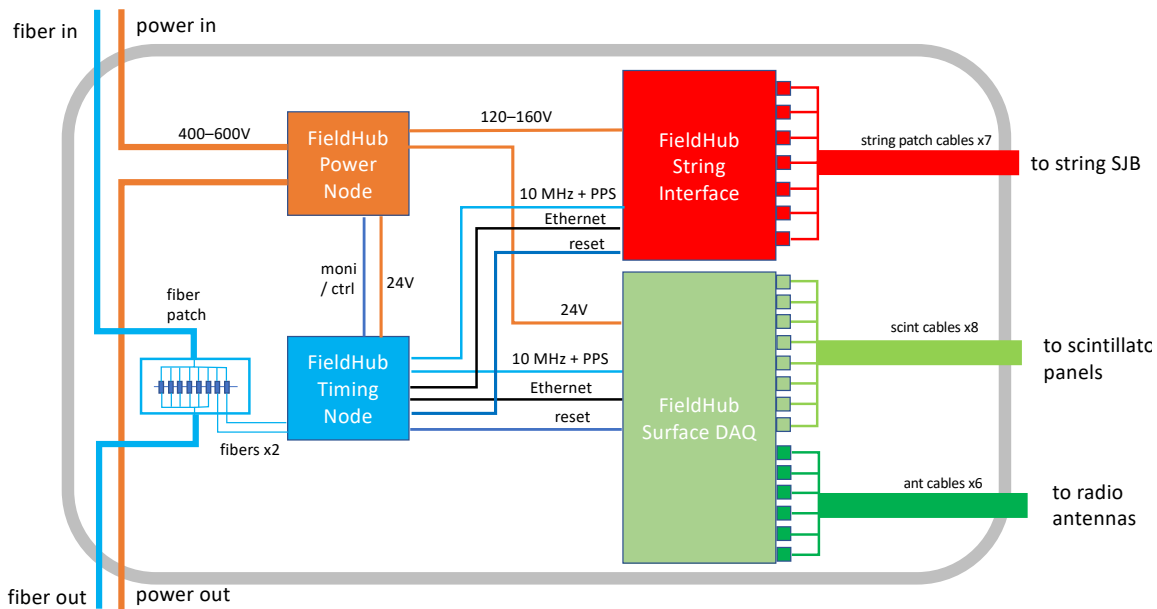 fiber in
power in
400–600V
FieldHub
Power
Node
120–160V
FieldHub
String
Interface
string patch cables x7
to string SJB
10 MHz + PPS
Ethernet
reset
moni
/ ctrl
24V
24V
fiber
patch
FieldHub
Timing
Node
10 MHz + PPS
Ethernet
reset
fibers x2
FieldHub
Surface DAQ
scint cables x8
to scintillato
panels
ant cables x6
to radio
antennas
fiber out
power out